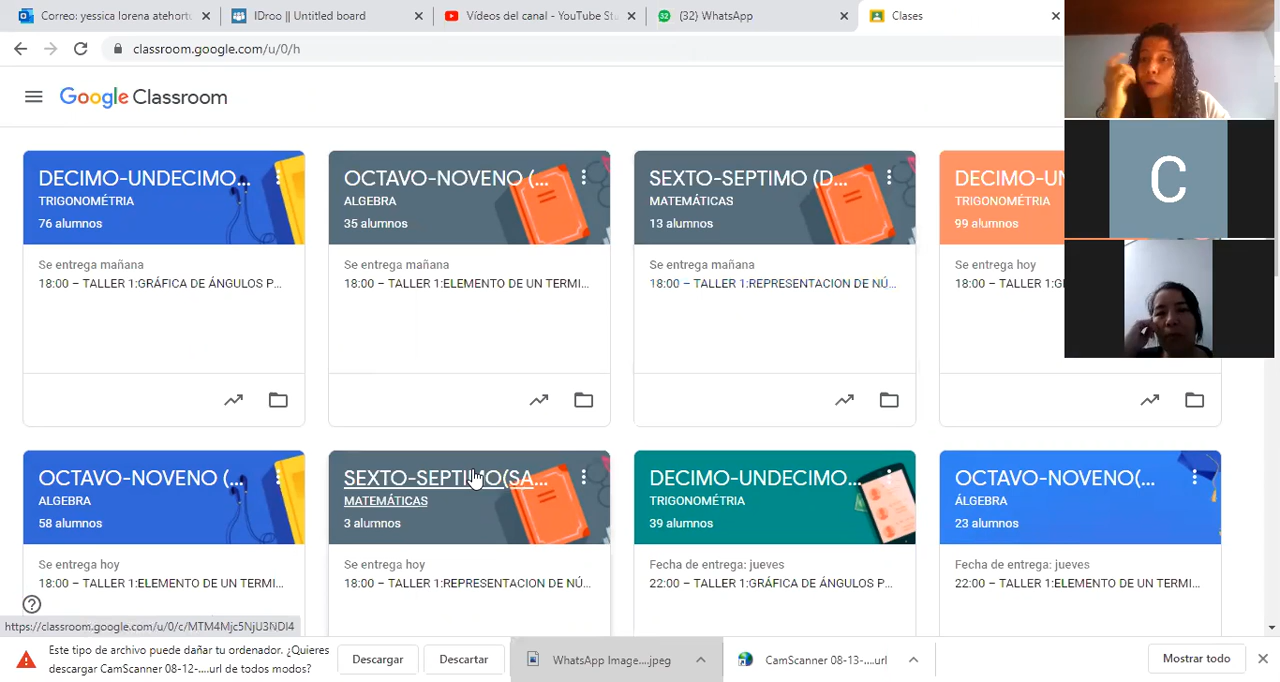 Correo: yessica lorena atehort
IDroo || Untitled board
Vídeos del canal - YouTube St
32
(32) WhatsApp
Clases
classroom.google.com/u/0/h
Google Classroom
DECIMO-UNDECIMO...
TRIGONOMÉTRIA
76 alumnos
Se entrega mañana
18:00 – TALLER 1:GRÁFICA DE ÁNGULOS P...
OCTAVO-NOVENO (...
ALGEBRA
35 alumnos
Se entrega mañana
18:00 – TALLER 1:ELEMENTO DE UN TERMI...
SEXTO-SEPTIMO (D...
MATEMÁTICAS
13 alumnos
Se entrega mañana
18:00 – TALLER 1:REPRESENTACION DE NÚ...
DECIMO-UN
TRIGONOMÉTRIA
99 alumnos
Se entrega hoy
18:00 – TALLER 1:G
C
OCTAVO-NOVENO (...
ALGEBRA
58 alumnos
Se entrega hoy
18:00 – TALLER 1:ELEMENTO DE UN TERMI...
SEXTO-SEPTIMO(SA...
MATEMÁTICAS
3 alumnos
Se entrega hoy
18:00 – TALLER 1:REPRESENTACION DE NÚ...
DECIMO-UNDECIMO...
TRIGONOMÉTRIA
39 alumnos
Fecha de entrega: jueves
22:00 – TALLER 1:GRÁFICA DE ÁNGULOS P...
OCTAVO-NOVENO(...
ÁLGEBRA
23 alumnos
Fecha de entrega: jueves
22:00 – TALLER 1:ELEMENTO DE UN TERMI...
https://classroom.google.com/u/0/c/MTM4Mjc5NjU3NDI4
Este tipo de archivo puede dañar tu ordenador. ¿Quieres
descargar CamScanner 08-12-....url de todos modos?
Descargar
Descartar
WhatsApp Image....jpeg
CamScanner 08-13-....url
Mostrar todo